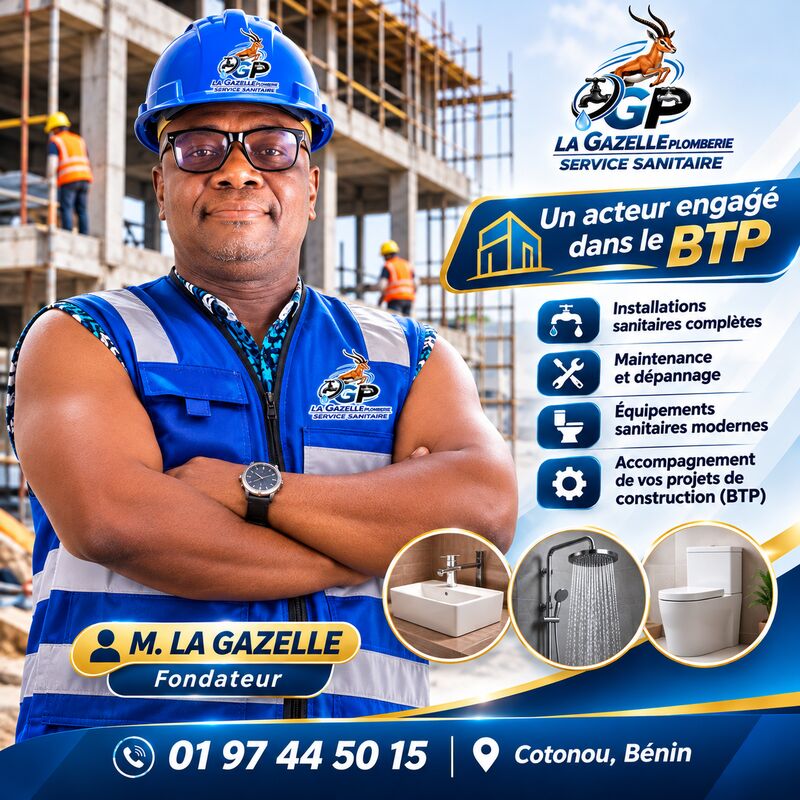 GP
LA GAZELLE PLOMBERIE
SERVICE SANITAIRE
GP
LA GAZELLE PLOMBERIE
SERVICE SANITAIRE
Un acteur engagé
dans le BTP
Installations
sanitaires complètes
Maintenance
et dépannage
Équipements
sanitaires modernes
Accompagnement
de vos projets de
construction (BTP)
GP
LA GAZELLE PLOMBERIE
SERVICE SANITAIRE
M. LA GAZELLE
Fondateur
01 97 44 50 15
Cotonou, Bénin